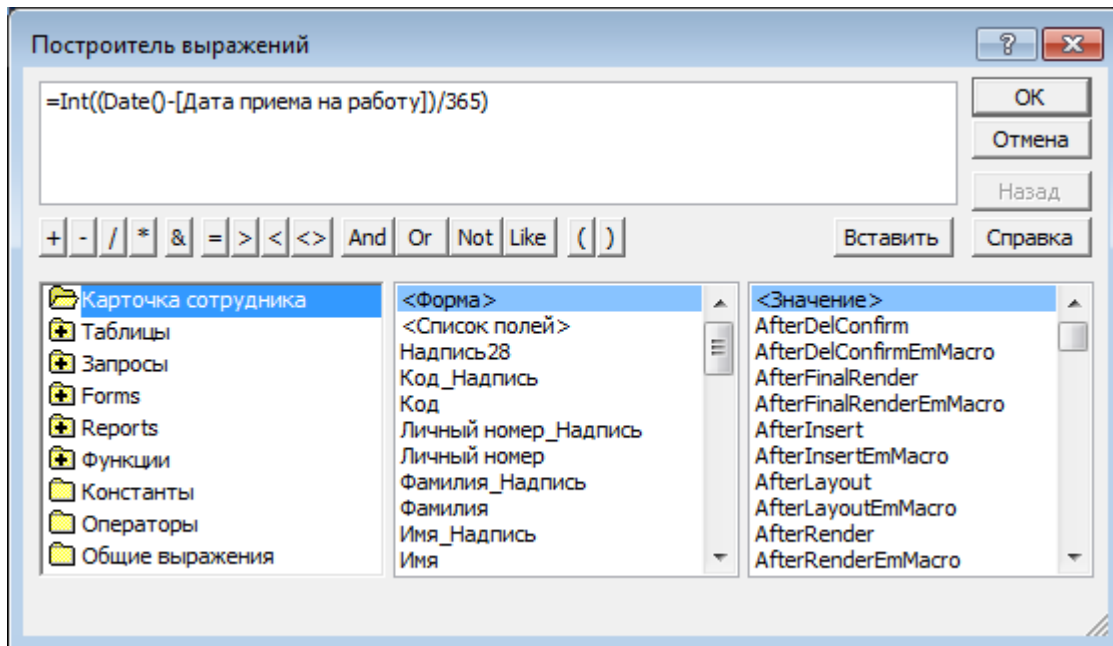 Построитель выражений
=Int((Date()-[Дата приема на работу])/365)
OK
Отмена
Назад
+ - / * & = > < <> And Or Not Like ( ) Вставить Справка
Карточка сотрудника
Таблицы
Запросы
Forms
Reports
Функции
Константы
Операторы
Общие выражения
<Форма>
<Список полей>
Надпись28
Код_Надпись
Код
Личный номер_Надпись
Личный номер
Фамилия_Надпись
Фамилия
Имя_Надпись
Имя
<Значение>
AfterDelConfirm
AfterDelConfirmEmMacro
AfterFinalRender
AfterFinalRenderEmMacro
AfterInsert
AfterInsertEmMacro
AfterLayout
AfterLayoutEmMacro
AfterRender
AfterRenderEmMacro